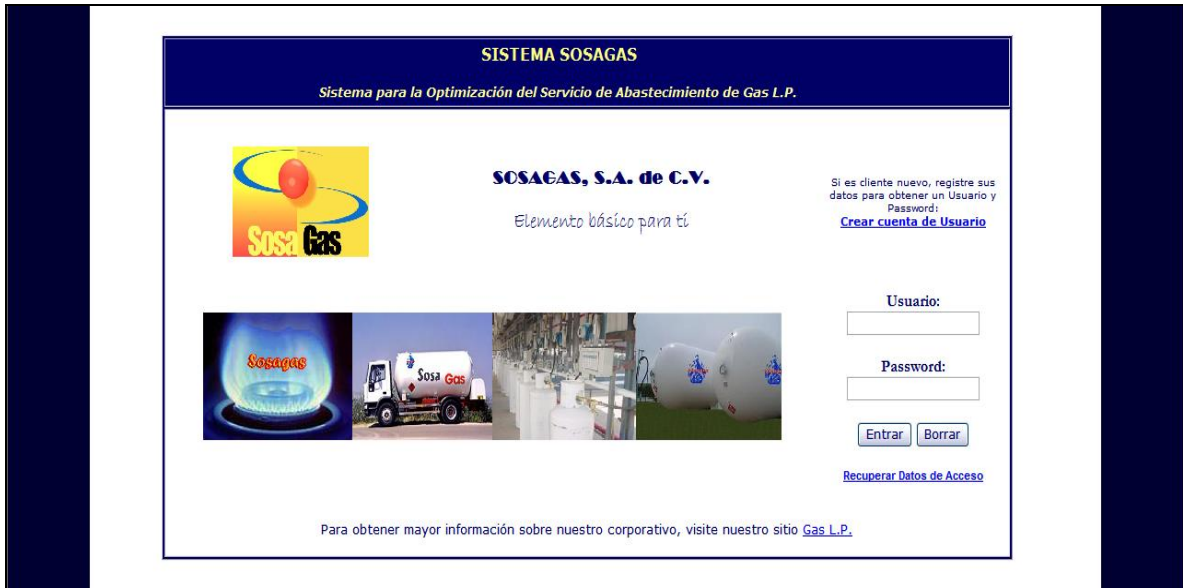 SISTEMA SOSAGAS
Sistema para la Optimización del Servicio de Abastecimiento de Gas L.P.
Sosa Gas
SOSAGAS, S.A. de C.V.
Elemento básico para tí
Si es cliente nuevo, registre sus
datos para obtener un Usuario y
Password:
Crear cuenta de Usuario
Usuario:
Password:
Entrar Borrar
Recuperar Datos de Acceso
Sosagas
Sosa Gas
Para obtener mayor información sobre nuestro corporativo, visite nuestro sitio Gas L.P.